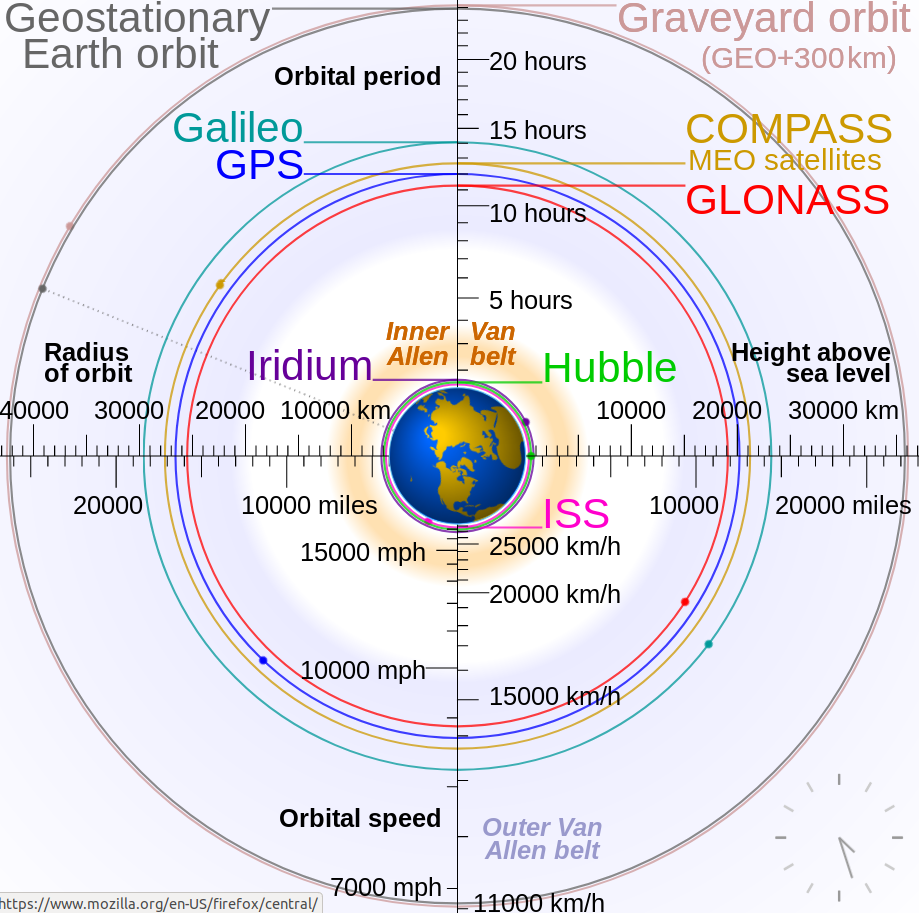 Geostationary
Earth orbit
Graveyard orbit
(GEO+300km)
Orbital period
20 hours
Galileo
GPS
15 hours
COMPASS
MEO satellites
GLONASS
10 hours
5 hours
Inner Van
Allen belt
Iridium
Hubble
Radius
of orbit
Height above
sea level
40000
30000
20000
10000 km
10000
20000
30000 km
20000
10000 miles
10000
20000 miles
ISS
15000 mph
25000 km/h
20000 km/h
10000 mph
15000 km/h
Orbital speed
Outer Van
Allen belt
7000 mph
11000 km/h
https://www.mozilla.org/en-US/firefox/central/